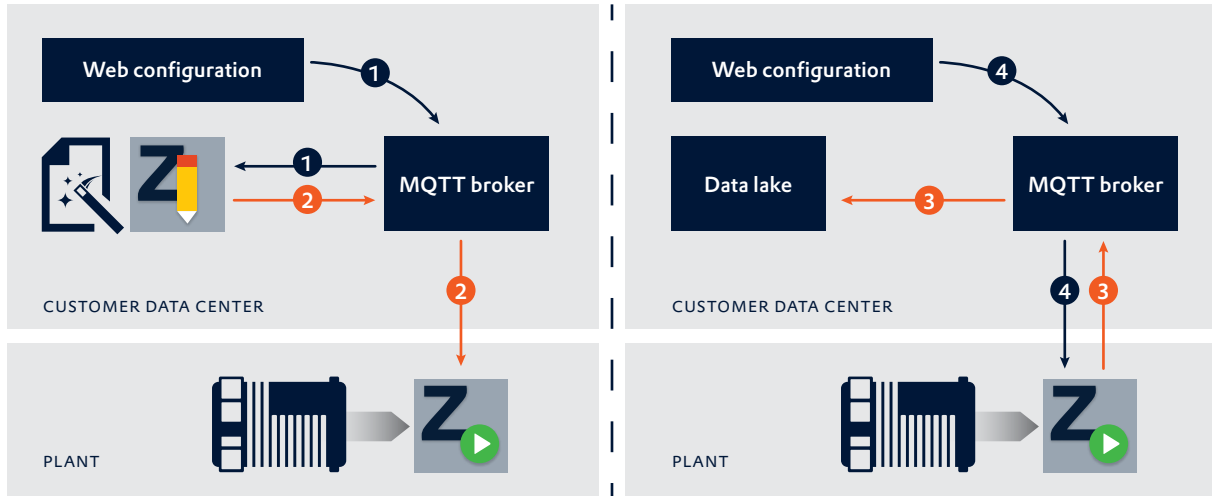 Web configuration
1
1
2
MQTT broker
2
CUSTOMER DATA CENTER
Z
Z
PLANT
Web configuration
4
Data lake
3
MQTT broker
4
3
CUSTOMER DATA CENTER
Z
PLANT